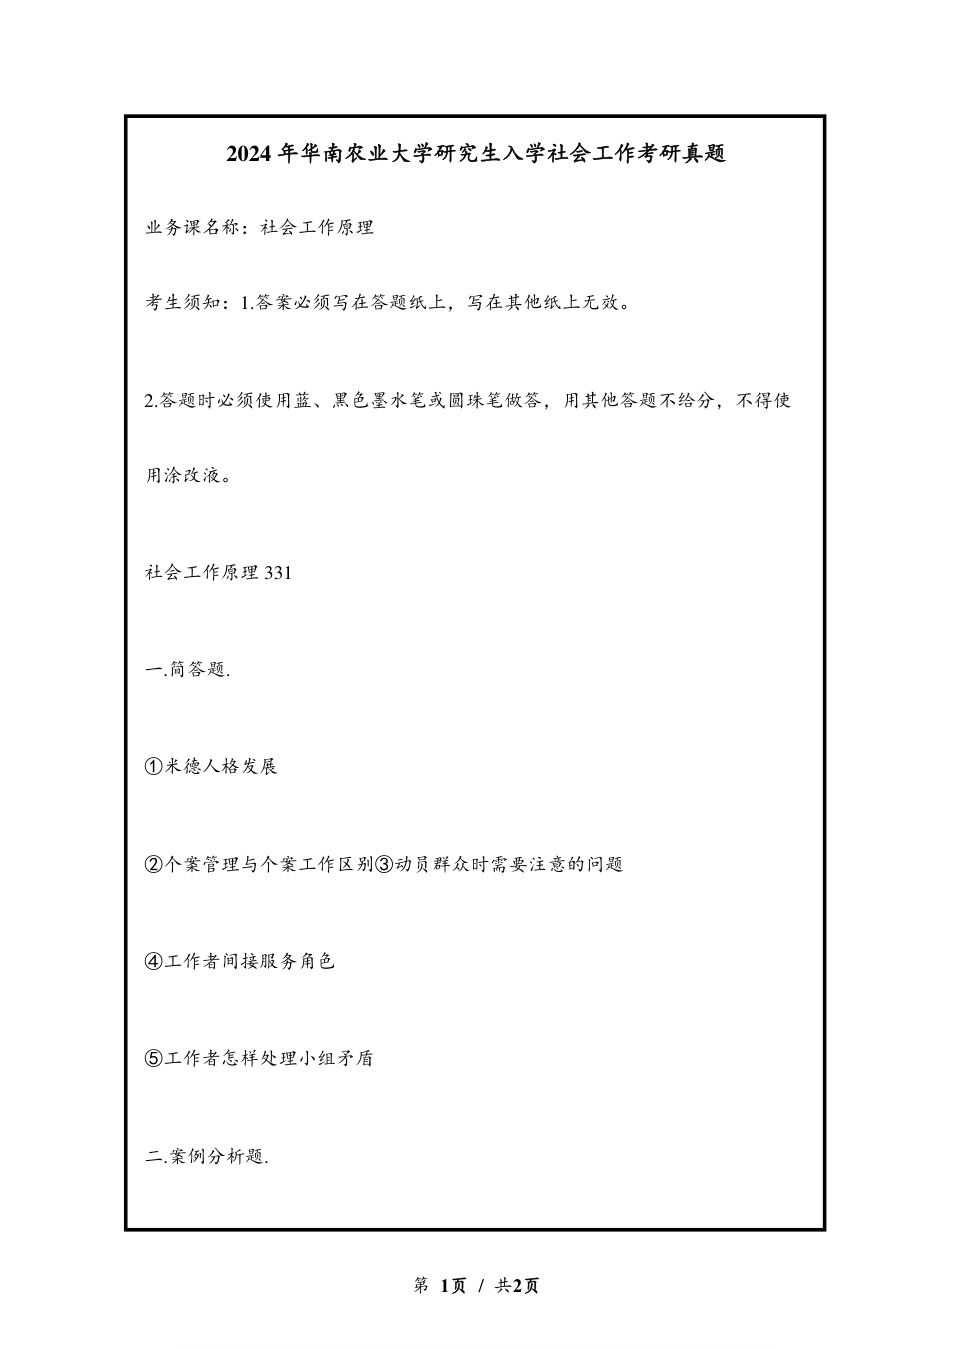 2024 年华南农业大学研究生入学社会工作考研真题
业务课名称：社会工作原理
考生须知：1.答案必须写在答题纸上，写在其他纸上无效。
2.答题时必须使用蓝、黑色墨水笔或圆珠笔做答，用其他答题不给分，不得使
用涂改液。
社会工作原理 331
一.简答题.
①米德人格发展
②个案管理与个案工作区别③动员群众时需要注意的问题
④工作者间接服务角色
⑤工作者怎样处理小组矛盾
二.案例分析题.
第 1页 / 共2页